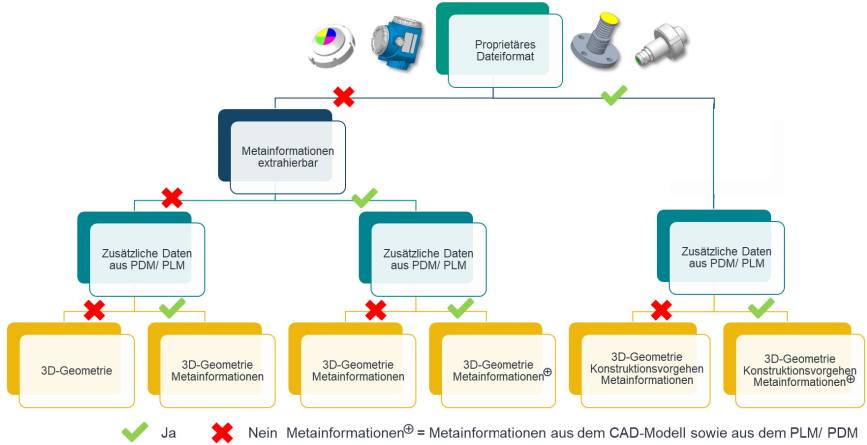 Proprietäres
Dateiformat
Metainformationen
extrahierbar
Zusätzliche Daten
aus PDM/ PLM
Zusätzliche Daten
aus PDM/ PLM
Zusätzliche Daten
aus PDM/ PLM
3D-Geometrie
3D-Geometrie
Metainformationen
3D-Geometrie
Metainformationen
3D-Geometrie
Metainformationen⊕
3D-Geometrie
Konstruktionsvorgehen
Metainformationen
3D-Geometrie
Konstruktionsvorgehen
Metainformationen⊕
Ja Nein Metainformationen⊕ = Metainformationen aus dem CAD-Modell sowie aus dem PLM/ PDM